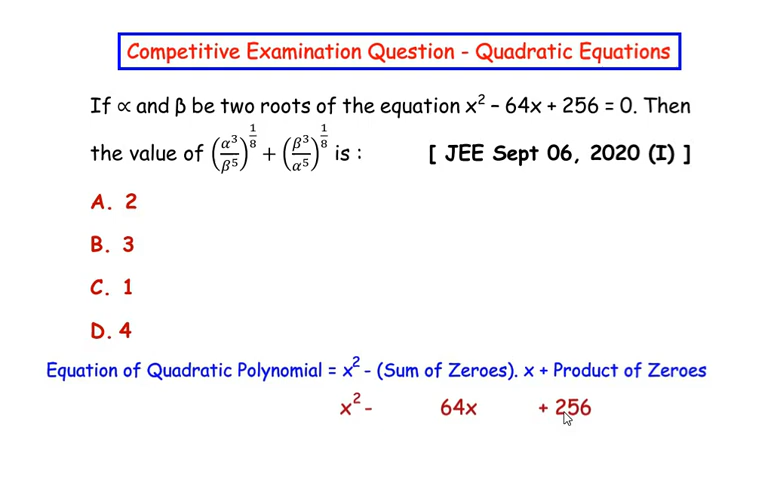 Competitive Examination Question - Quadratic Equations
If ∝ and β be two roots of the equation x² – 64x + 256 = 0. Then
the value of (α³/β⁵)^(1/8) + (β³/α⁵)^(1/8) is : [ JEE Sept 06, 2020 (I) ]
A. 2
B. 3
C. 1
D. 4
Equation of Quadratic Polynomial = x² - (Sum of Zeroes). x + Product of Zeroes
x² - 64x + 256